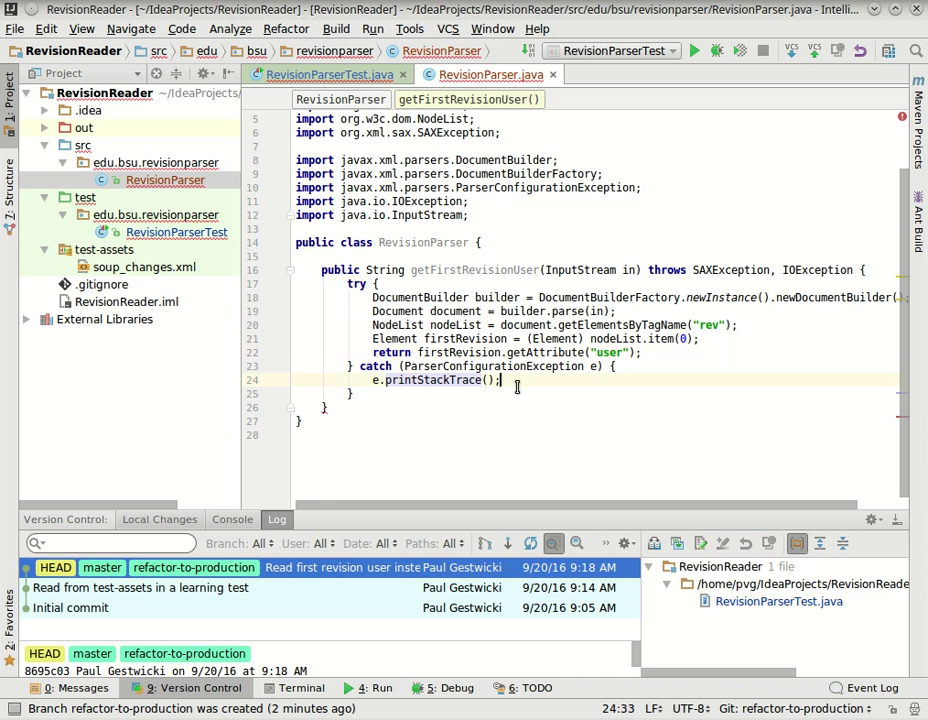 RevisionReader - [~/IdeaProjects/RevisionReader] - [RevisionReader] - ~/IdeaProjects/RevisionReader/src/edu/bsu/revisionparser/RevisionParser.java - Intelli...
File Edit View Navigate Code Analyze Refactor Build Run Tools VCS Window Help
RevisionReader src edu bsu revisionparser RevisionParser RevisionParserTest VCS VCS
Project RevisionParserTest.java RevisionParser.java
RevisionParser getFirstRevisionUser()
1: Project
7: Structure
2: Favorites
RevisionReader ~/IdeaProjects/
.idea
out
src
edu.bsu.revisionparser
RevisionParser
test
edu.bsu.revisionparser
RevisionParserTest
test-assets
soup_changes.xml
.gitignore
RevisionReader.iml
External Libraries
5 import org.w3c.dom.NodeList;
6 import org.xml.sax.SAXException;
7
8 import javax.xml.parsers.DocumentBuilder;
9 import javax.xml.parsers.DocumentBuilderFactory;
10 import javax.xml.parsers.ParserConfigurationException;
11 import java.io.IOException;
12 import java.io.InputStream;
13
14 public class RevisionParser {
15
16 public String getFirstRevisionUser(InputStream in) throws SAXException, IOException {
17 try {
18 DocumentBuilder builder = DocumentBuilderFactory.newInstance().newDocumentBuilder();
19 Document document = builder.parse(in);
20 NodeList nodeList = document.getElementsByTagName("rev");
21 Element firstRevision = (Element) nodeList.item(0);
22 return firstRevision.getAttribute("user");
23 } catch (ParserConfigurationException e) {
24 e.printStackTrace();
25 }
26 }
27 }
28
Maven Projects
Ant Build
Version Control: Local Changes Console Log
Branch: All User: All Date: All Paths: All
HEAD master refactor-to-production Read first revision user inste Paul Gestwicki 9/20/16 9:18 AM
Read from test-assets in a learning test Paul Gestwicki 9/20/16 9:14 AM
Initial commit Paul Gestwicki 9/20/16 9:05 AM
HEAD master refactor-to-production
8695c03 Paul Gestwicki on 9/20/16 at 9:18 AM
RevisionReader 1 file
/home/pvg/IdeaProjects/RevisionReade
RevisionParserTest.java
0: Messages 9: Version Control Terminal 4: Run 5: Debug 6: TODO Event Log
Branch refactor-to-production was created (2 minutes ago) 24:33 LF UTF-8 Git: refactor-to-production